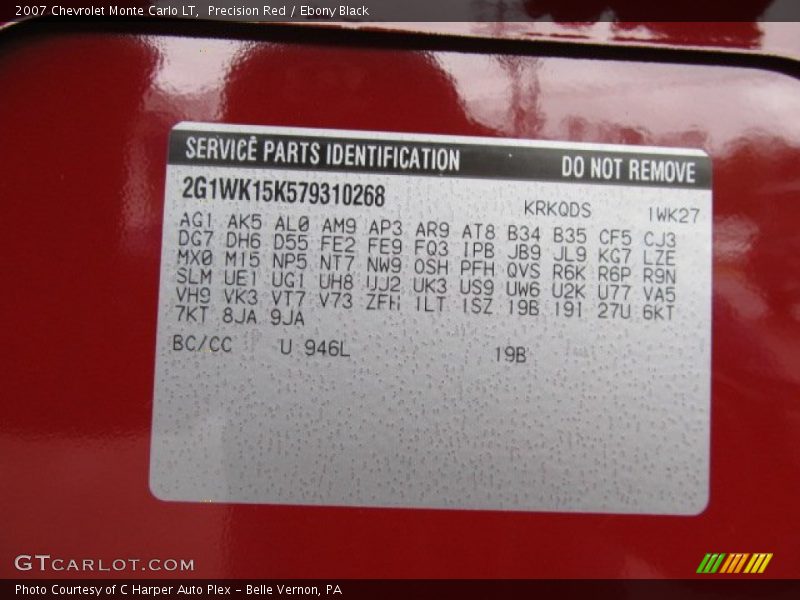 2007 Chevrolet Monte Carlo LT, Precision Red / Ebony Black
SERVICE PARTS IDENTIFICATION DO NOT REMOVE
2G1WK15K579310268 KRKQDS 1WK27
AG1 AK5 AL0 AM9 AP3 AR9 AT8 B34 B35 CF5 CJ3
DG7 DH6 D55 FE2 FE9 FQ3 IPB JB9 JL9 KG7 LZE
MX0 M15 NP5 NT7 NW9 OSH PFH QVS R6K R6P R9N
SLM UE1 UG1 UH8 UJ2 UK3 US9 UW6 U2K U77 VA5
VH9 VK3 VT7 V73 ZFH 1LT 1SZ 19B 19I 27U 6KT
7KT 8JA 9JA
BC/CC U 946L 19B
GTCARLOT.COM
Photo Courtesy of C Harper Auto Plex - Belle Vernon, PA